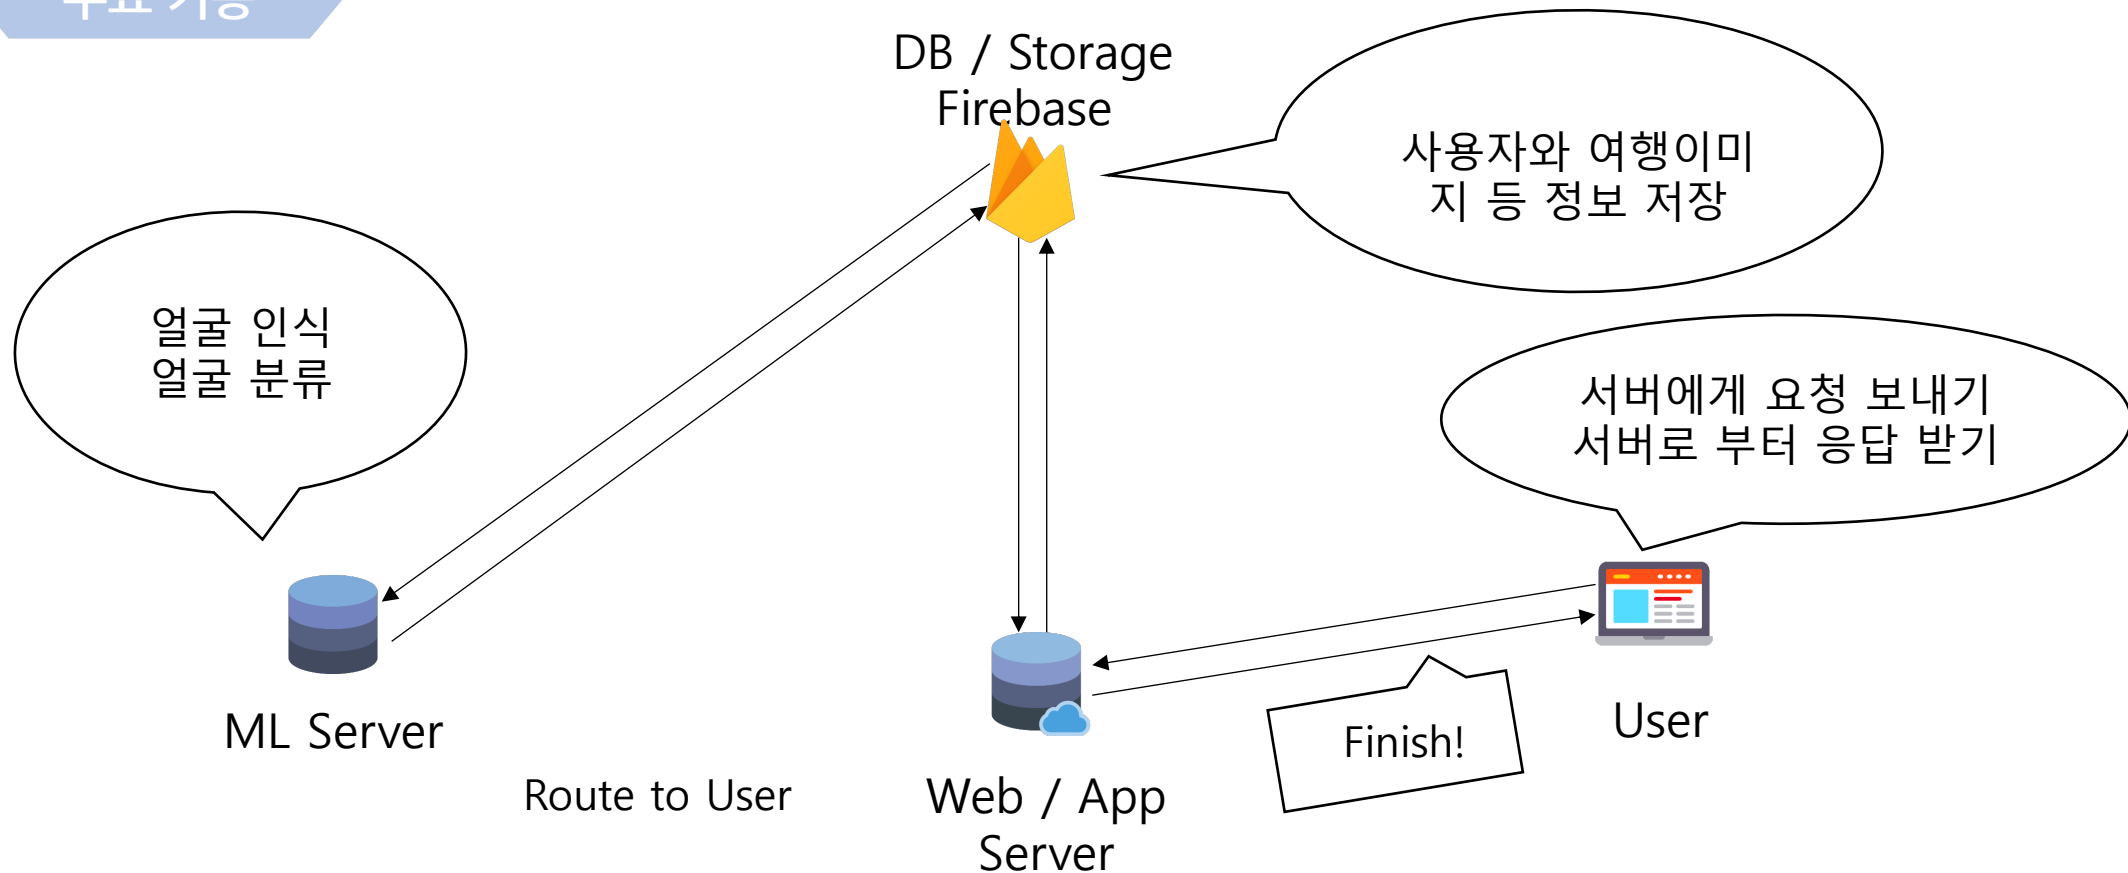 DB / Storage
Firebase
사용자와 여행이미
지 등 정보 저장
얼굴 인식
얼굴 분류
서버에게 요청 보내기
서버로 부터 응답 받기
ML Server
Route to User
Web / App
Server
Finish!
User